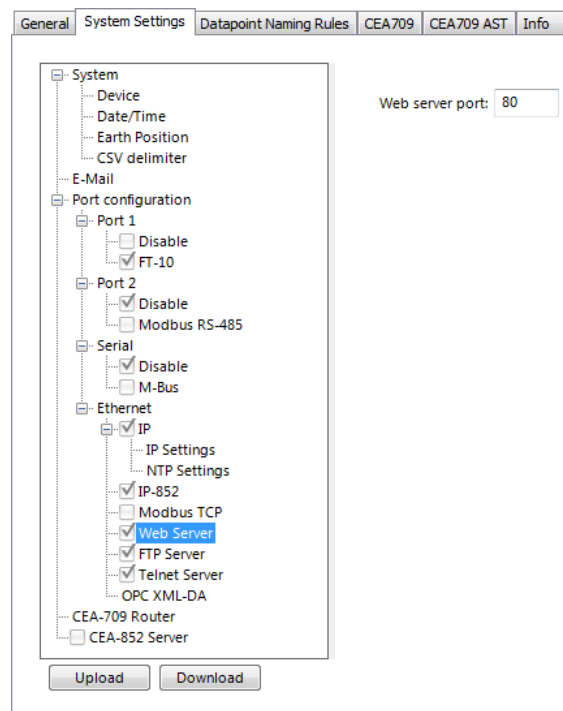 General System Settings Datapoint Naming Rules CEA709 CEA709 AST Info
System
Device
Web server port: 80
Date/Time
Earth Position
CSV delimiter
E-Mail
Port configuration
Port 1
Disable
FT-10
Port 2
Disable
Modbus RS-485
Serial
Disable
M-Bus
Ethernet
IP
IP Settings
NTP Settings
IP-852
Modbus TCP
Web Server
FTP Server
Telnet Server
OPC XML-DA
CEA-709 Router
CEA-852 Server
Upload Download